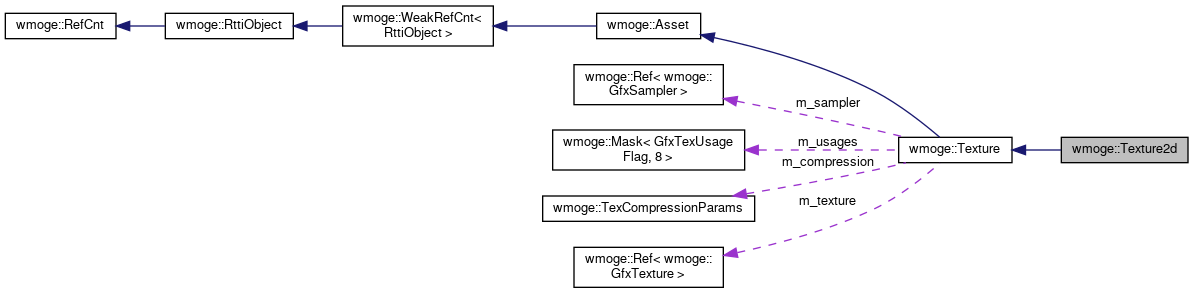 wmoge::RefCnt
wmoge::RttiObject
wmoge::WeakRefCnt<
RttiObject >
wmoge::Asset
wmoge::Ref< wmoge::
GfxSampler >
m_sampler
wmoge::Mask< GfxTexUsage
Flag, 8 >
m_usages
wmoge::Texture
wmoge::Texture2d
m_compression
wmoge::TexCompressionParams
m_texture
wmoge::Ref< wmoge::
GfxTexture >